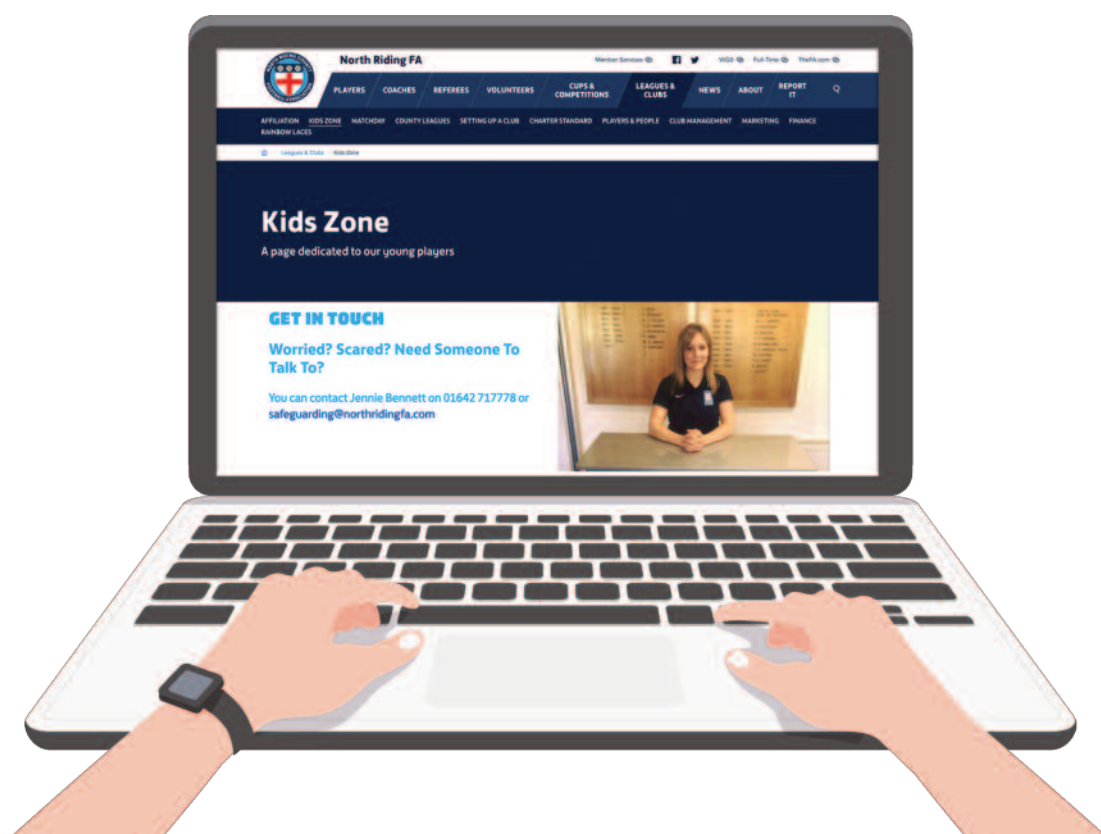 North Riding FA
Member Services
WGS
Full-Time
TheFA.com
PLAYERS
COACHES
REFEREES
VOLUNTEERS
CUPS &
COMPETITIONS
LEAGUES &
CLUBS
NEWS
ABOUT
REPORT
IT
AFFILIATION KIDS ZONE MATCHDAY COUNTY LEAGUES SETTING UP A CLUB CHARTER STANDARD PLAYERS & PEOPLE CLUB MANAGEMENT MARKETING FINANCE
RAINBOW LACES
Leagues & Clubs Kids Zone
Kids Zone
A page dedicated to our young players
GET IN TOUCH
Worried? Scared? Need Someone To
Talk To?
You can contact Jennie Bennett on 01642 717778 or
safeguarding@northridingfa.com